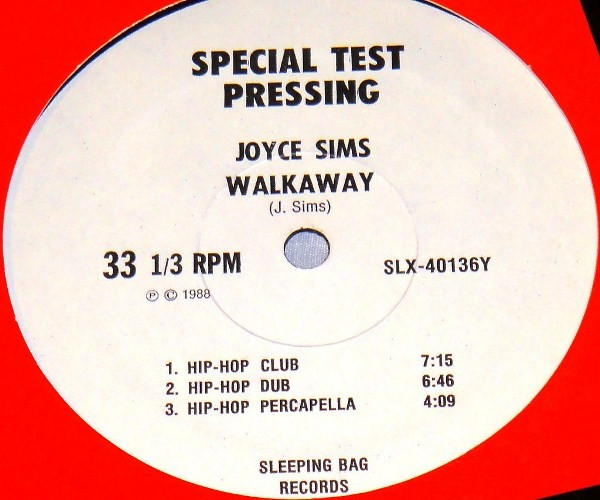 SPECIAL TEST
PRESSING
JOYCE SIMS
WALKAWAY
(J. Sims)
33 1/3 RPM
SLX-40136Y
℗ © 1988
1. HIP-HOP CLUB 7:15
2. HIP-HOP DUB 6:46
3. HIP-HOP PERCAPELLA 4:09
SLEEPING BAG
RECORDS